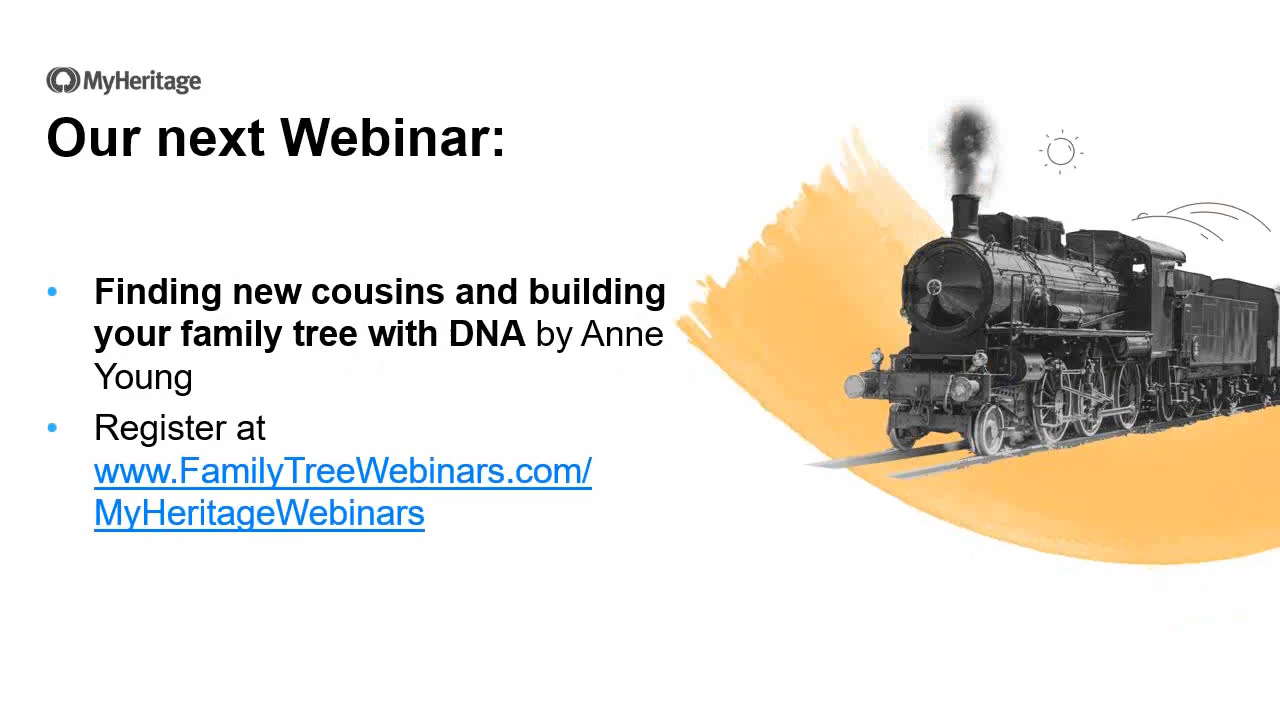 MyHeritage
Our next Webinar:
• Finding new cousins and building
your family tree with DNA by Anne
Young
• Register at
www.FamilyTreeWebinars.com/
MyHeritageWebinars